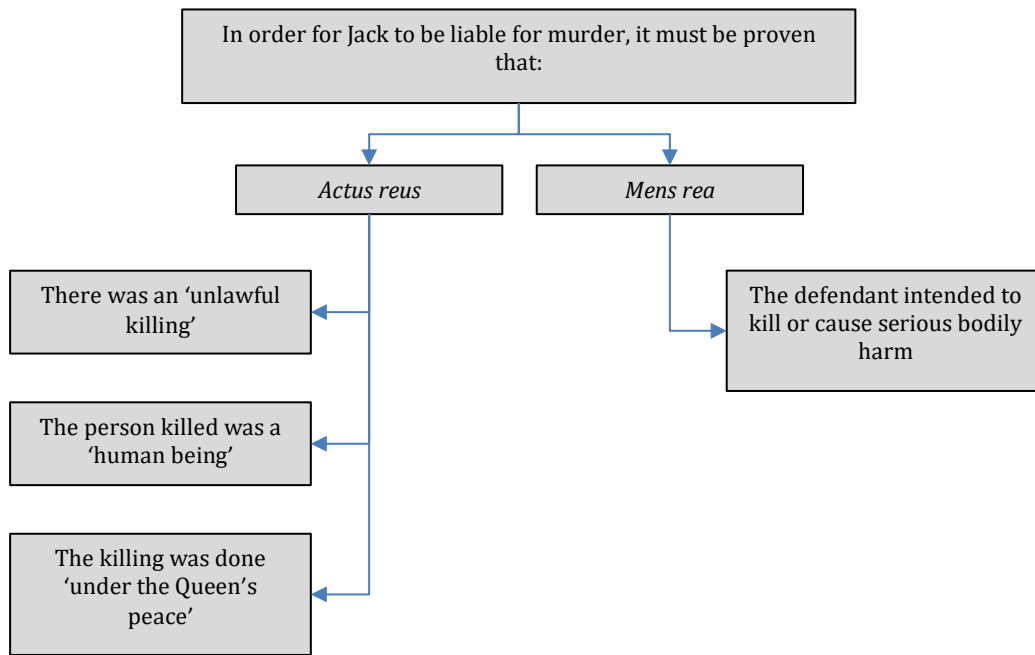 In order for Jack to be liable for murder, it must be proven
that:
Actus reus
Mens rea
There was an ‘unlawful
killing’
The defendant intended to
kill or cause serious bodily
harm
The person killed was a
‘human being’
The killing was done
‘under the Queen’s
peace’